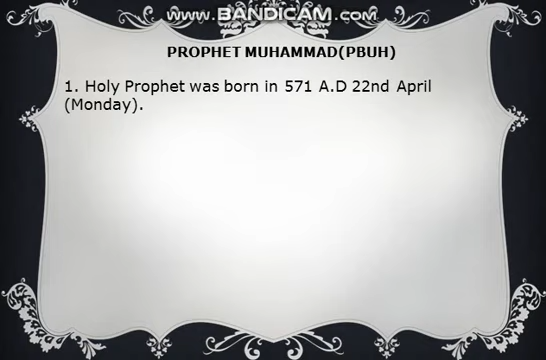 www.BANDICAM.com
PROPHET MUHAMMAD(PBUH)
1. Holy Prophet was born in 571 A.D 22nd April
(Monday).